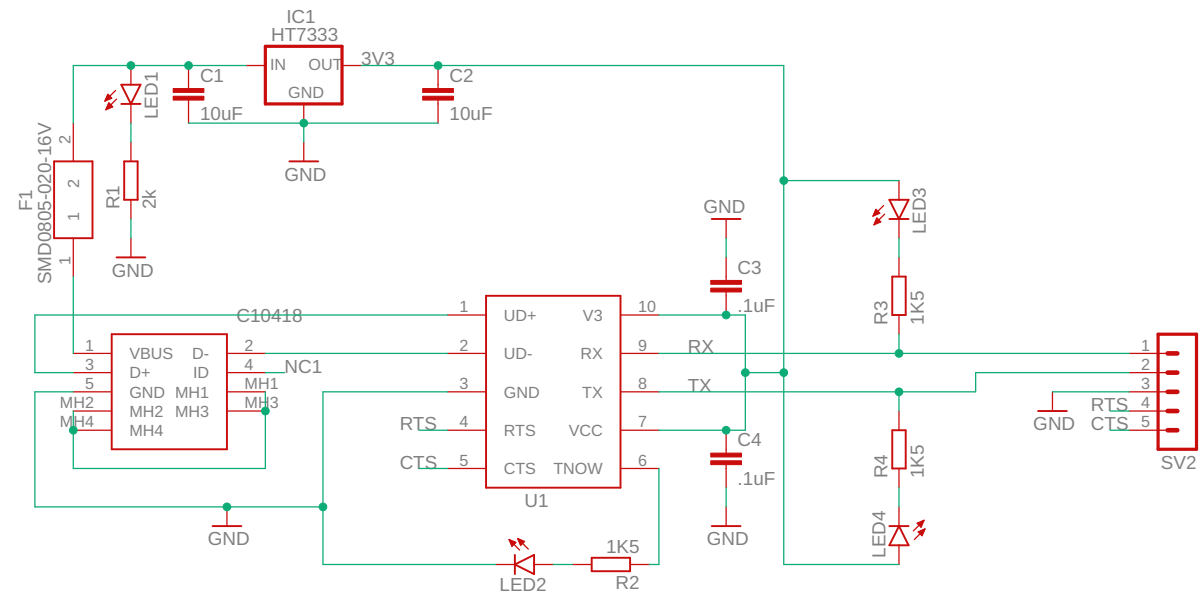 IC1
HT7333
IN OUT
GND
3V3
C1
10uF
C2
10uF
LED1
R1
2k
GND
GND
F1
SMD0805-020-16V
2
2
1
1
GND
C3
.1uF
LED3
R3
1K5
C10418
1 VBUS D- 2
3 D+ ID 4 NC1
5 GND MH1 MH1
MH2 MH2 MH3 MH3
MH4 MH4
1 UD+ V3 10
2 UD- RX 9 RX
3 GND TX 8 TX
RTS 4 RTS VCC 7
CTS 5 CTS TNOW 6
U1
C4
.1uF
GND
GND
LED2
1K5
R2
R4
1K5
LED4
1
2
3
GND
RTS 4
CTS 5
SV2